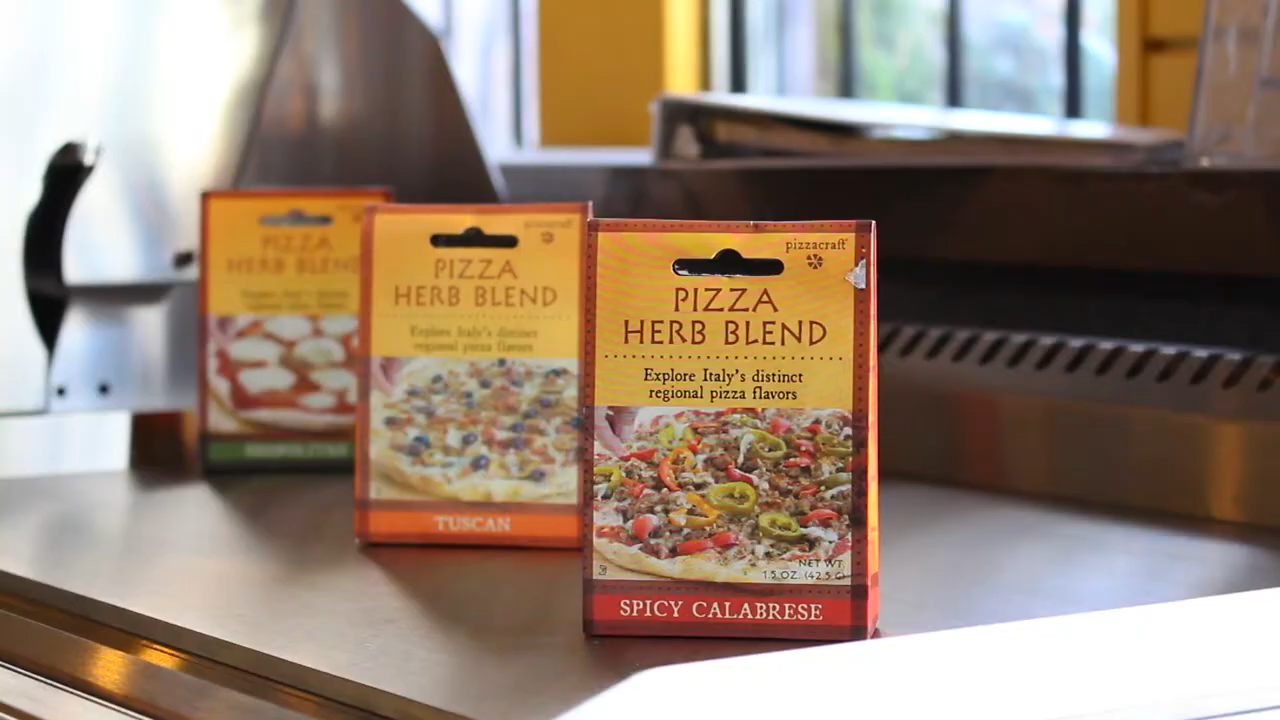 PIZZA
HERB BLEND
pizzacraft
PIZZA
HERB BLEND
Explore Italy's distinct
regional pizza flavors
TUSCAN
pizzacraft
PIZZA
HERB BLEND
Explore Italy's distinct
regional pizza flavors
NET WT.
1.5 OZ. (42.5 G)
SPICY CALABRESE